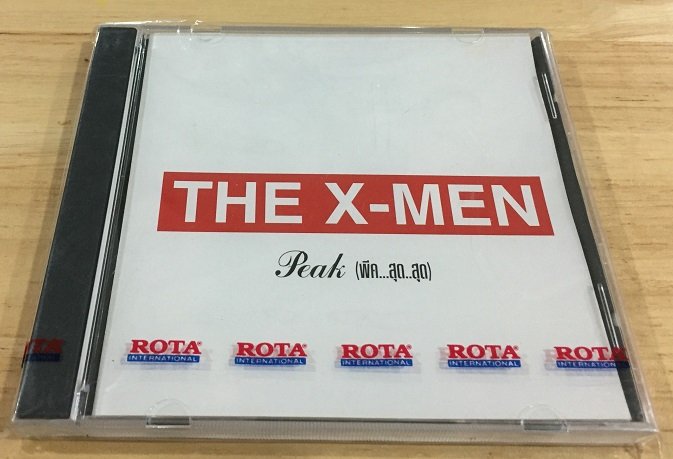 THE X-MEN
Peak (พีค...สุด..สุด)
ROTA INTERNATIONAL ROTA INTERNATIONAL ROTA INTERNATIONAL ROTA INTERNATIONAL ROTA INTERNATIONAL